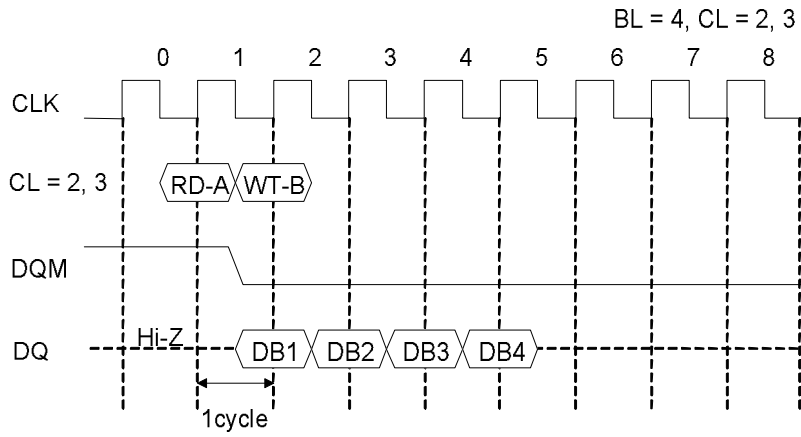 BL = 4, CL = 2, 3
0 1 2 3 4 5 6 7 8
CLK
CL = 2, 3 RD-A WT-B
DQM
DQ Hi-Z DB1 DB2 DB3 DB4
1cycle